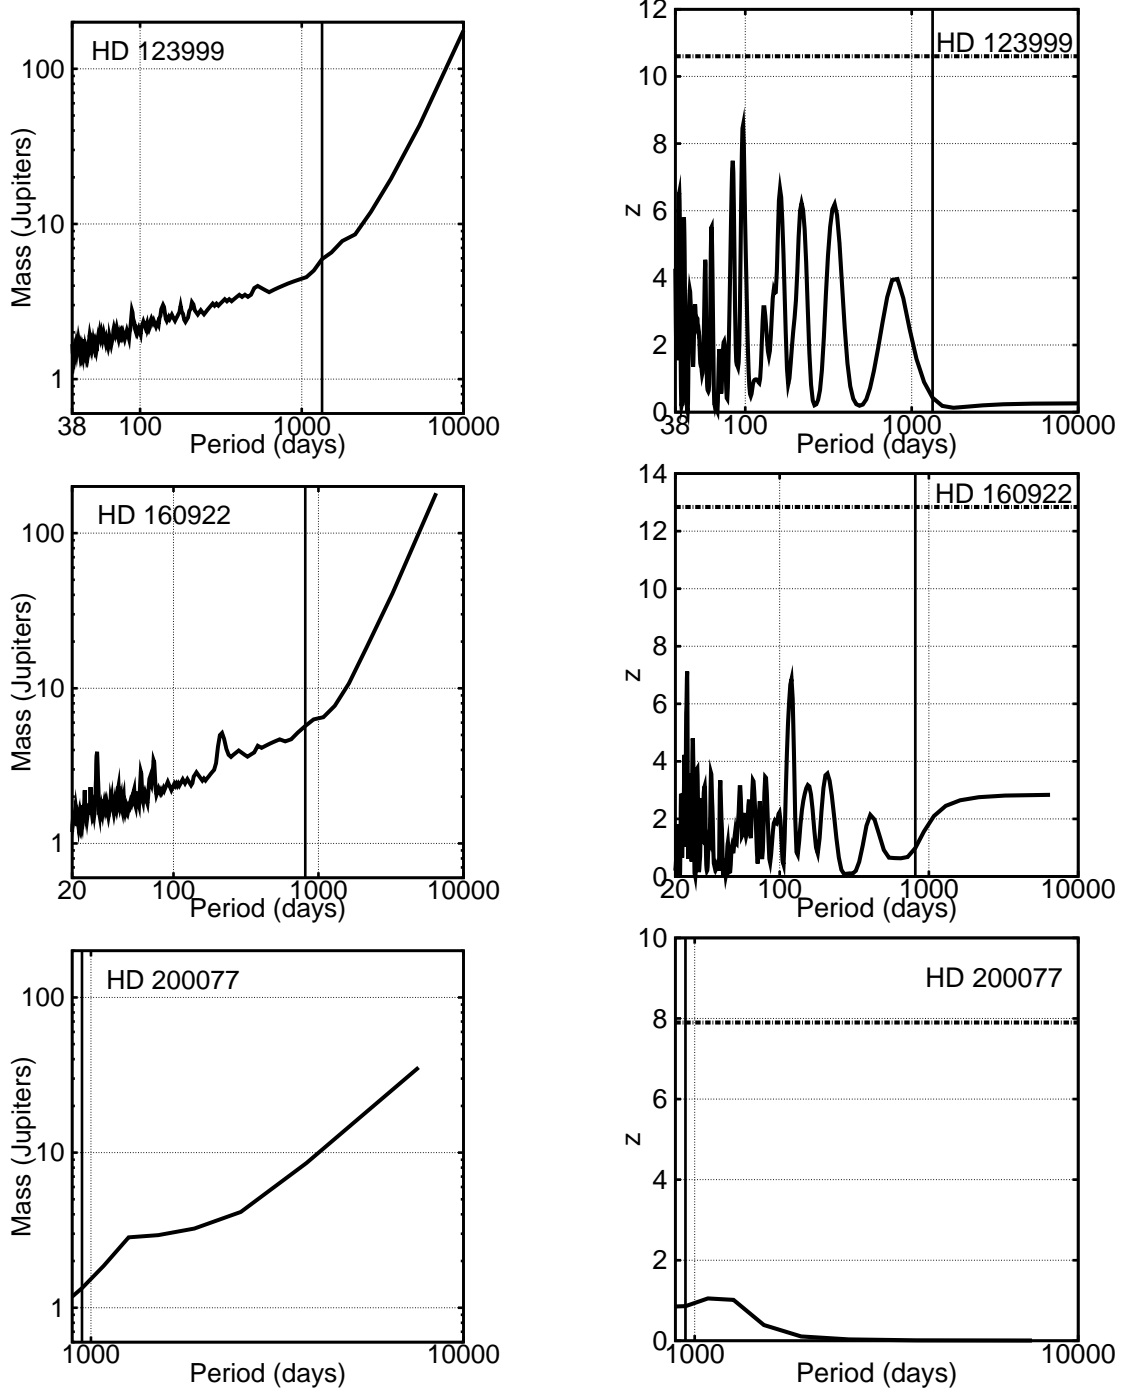 HD 123999
100
10
1
Mass (Jupiters)
38 100 1000 10000
Period (days)
HD 123999
12
10
8
6
4
2
0
z
38 100 1000 10000
Period (days)
HD 160922
100
10
1
Mass (Jupiters)
20 100 1000 10000
Period (days)
HD 160922
14
12
10
8
6
4
2
0
z
20 100 1000 10000
Period (days)
HD 200077
100
10
1
Mass (Jupiters)
1000 10000
Period (days)
HD 200077
10
8
6
4
2
0
z
1000 10000
Period (days)